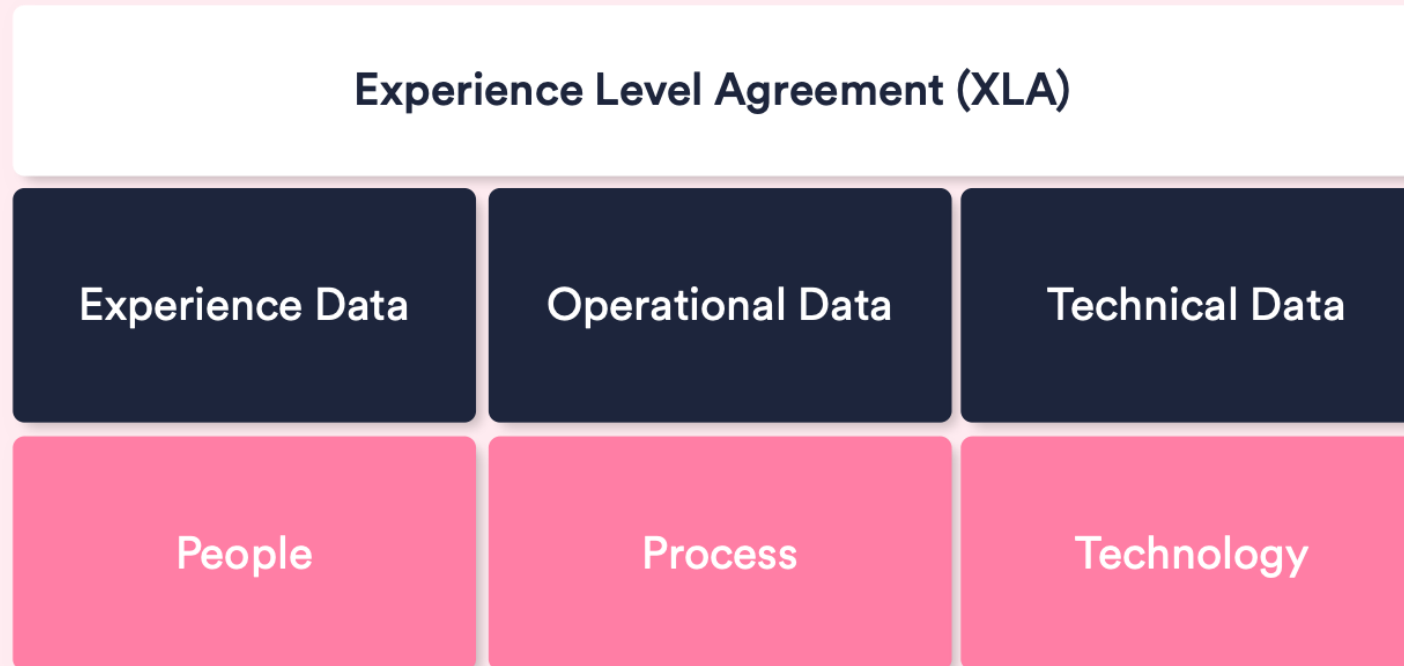 Experience Level Agreement (XLA)
Experience Data
Operational Data
Technical Data
People
Process
Technology